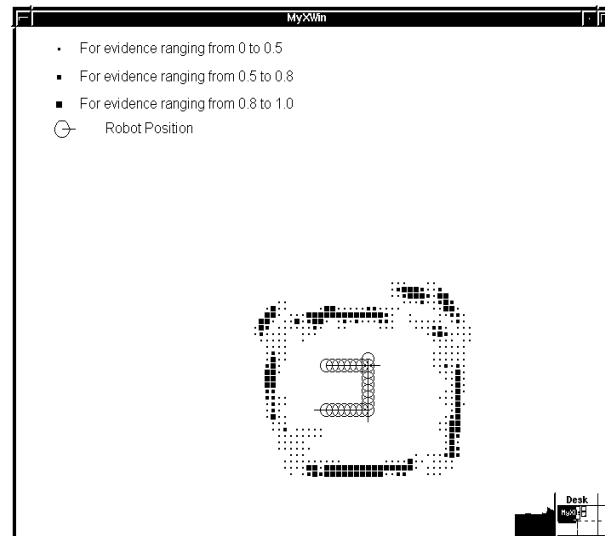 MyXWin
For evidence ranging from 0 to 0.5
For evidence ranging from 0.5 to 0.8
For evidence ranging from 0.8 to 1.0
Robot Position
Desk